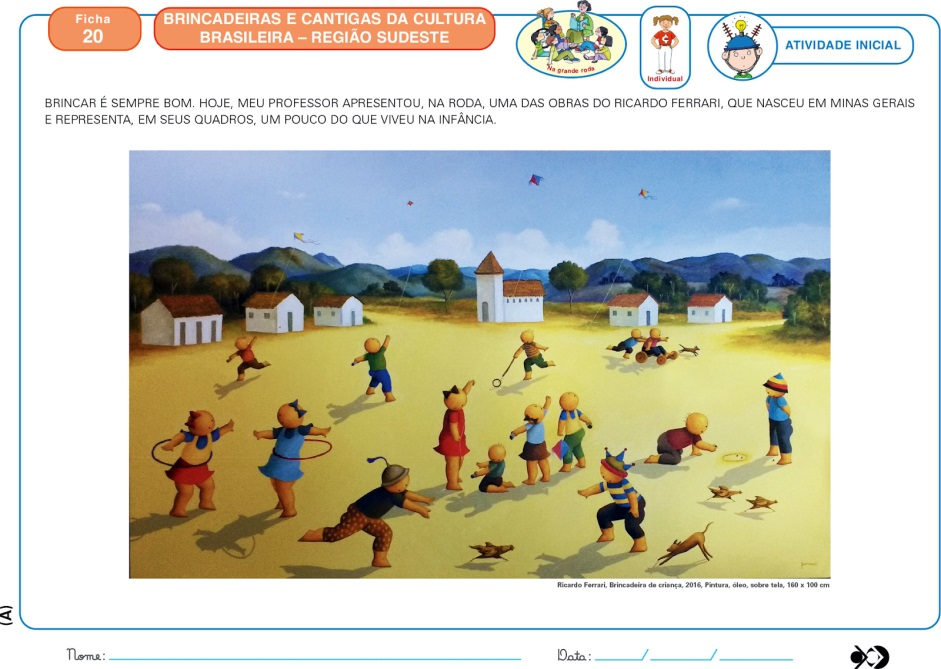 Ficha
20
BRINCADEIRAS E CANTIGAS DA CULTURA
BRASILEIRA – REGIÃO SUDESTE
Na grande roda
Individual
ATIVIDADE INICIAL
BRINCAR É SEMPRE BOM. HOJE, MEU PROFESSOR APRESENTOU, NA RODA, UMA DAS OBRAS DO RICARDO FERRARI, QUE NASCEU EM MINAS GERAIS
E REPRESENTA, EM SEUS QUADROS, UM POUCO DO QUE VIVEU NA INFÂNCIA.
Ricardo Ferrari, Brincadeira de criança, 2016, Pintura, óleo, sobre tela, 160 x 100 cm
(A)
Nome: Data: / /